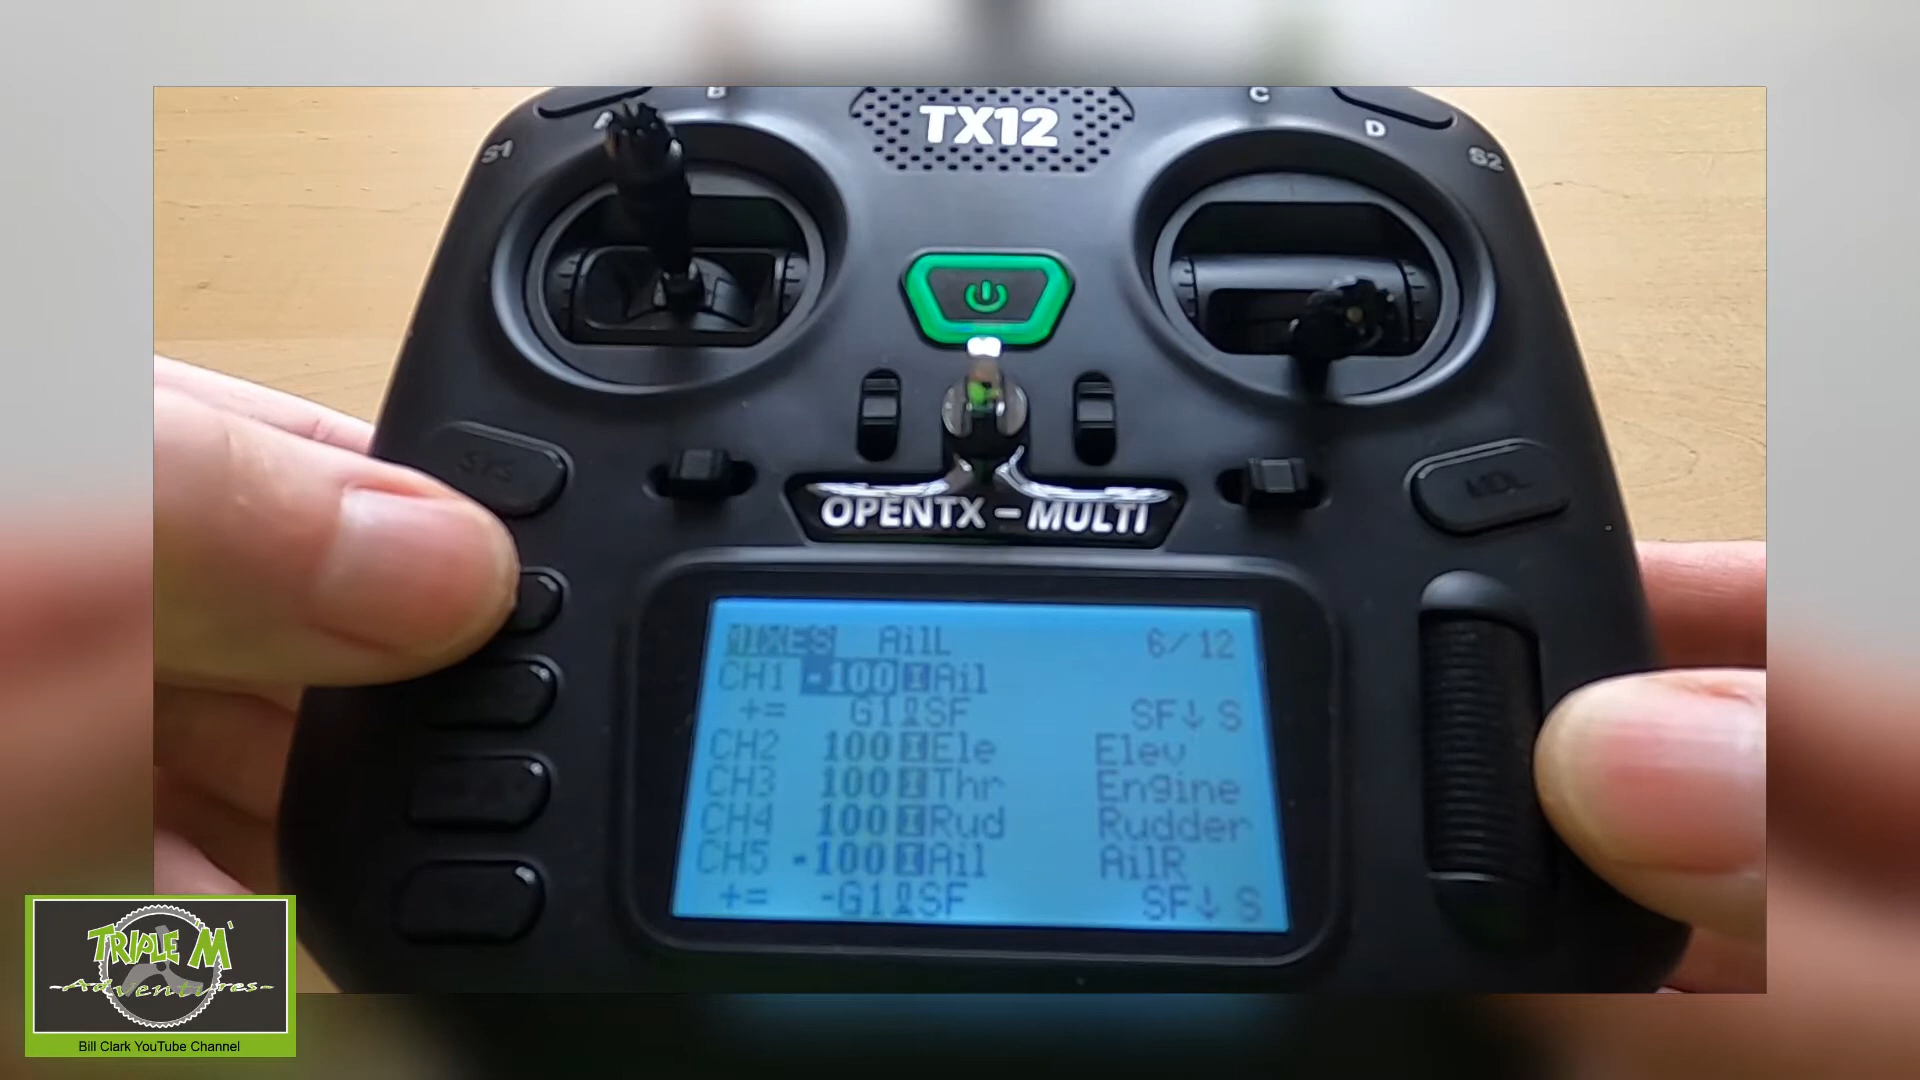 B
C
TX12
A
D
S1
S2
SYS
MDL
OPENTX - MULTI
MIXES AilL 6/12
CH1 -100 Ail
+= G1 SF SF↓ S
CH2 100 Ele Elev
CH3 100 Thr Engine
CH4 100 Rud Rudder
CH5 -100 Ail AilR
+= -G1 SF SF↓ S
TRIPLE M
-Adventures-
Bill Clark YouTube Channel